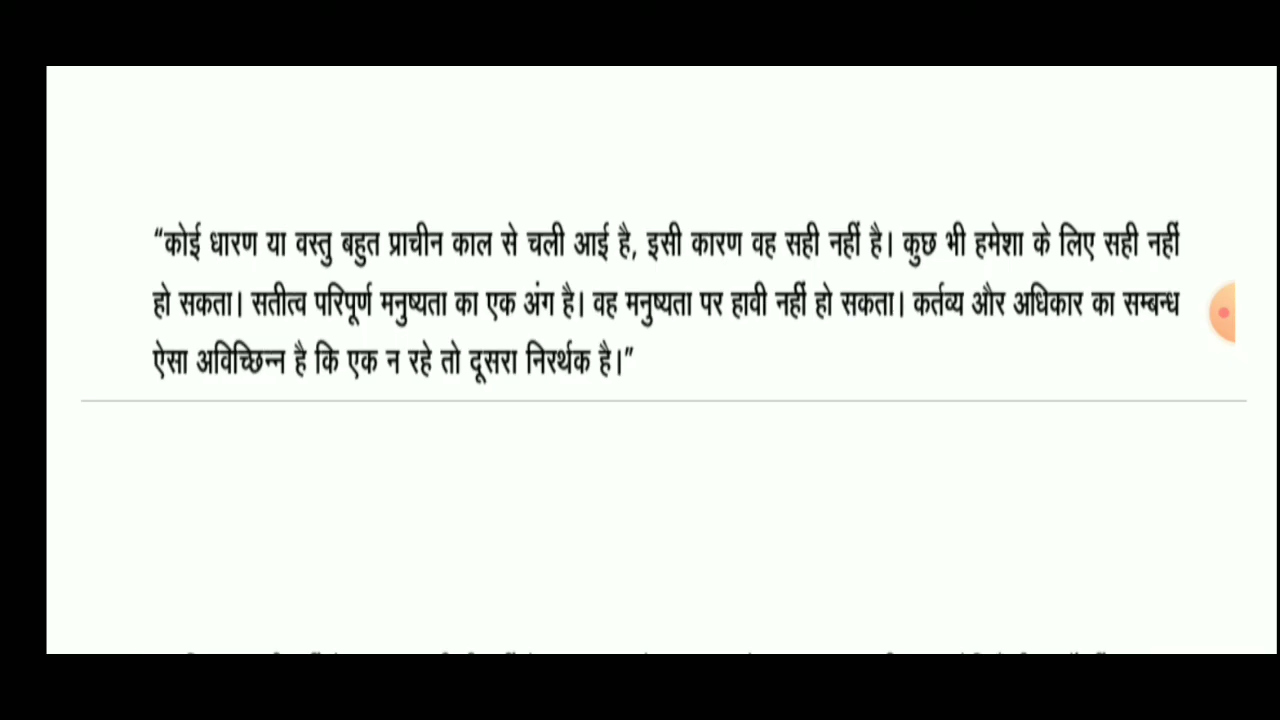 “कोई धारण या वस्तु बहुत प्राचीन काल से चली आई है, इसी कारण वह सही नहीं है। कुछ भी हमेशा के लिए सही नहीं
हो सकता। सतीत्व परिपूर्ण मनुष्यता का एक अंग है। वह मनुष्यता पर हावी नहीं हो सकता। कर्तव्य और अधिकार का सम्बन्ध
ऐसा अविच्छिन्न है कि एक न रहे तो दूसरा निरर्थक है।”